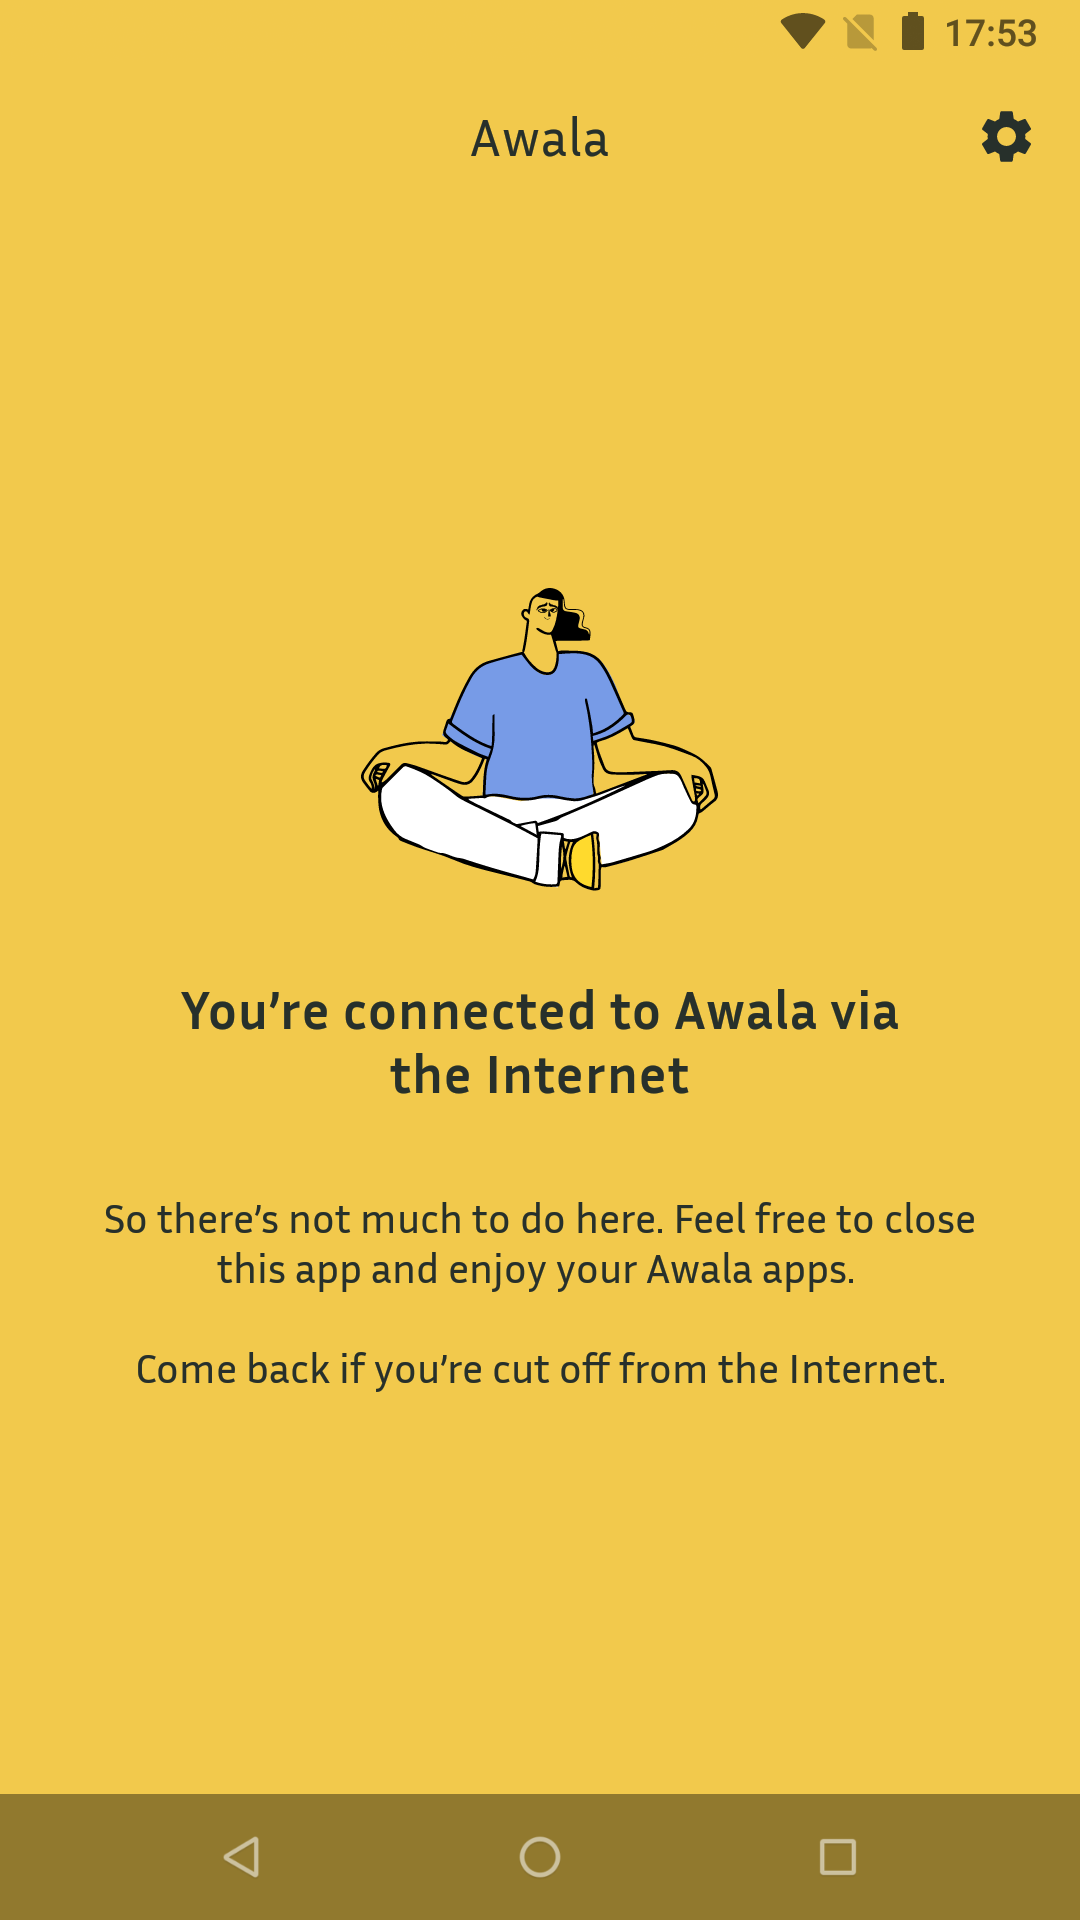 17:53
Awala
You’re connected to Awala via
the Internet
So there’s not much to do here. Feel free to close
this app and enjoy your Awala apps.
Come back if you’re cut off from the Internet.